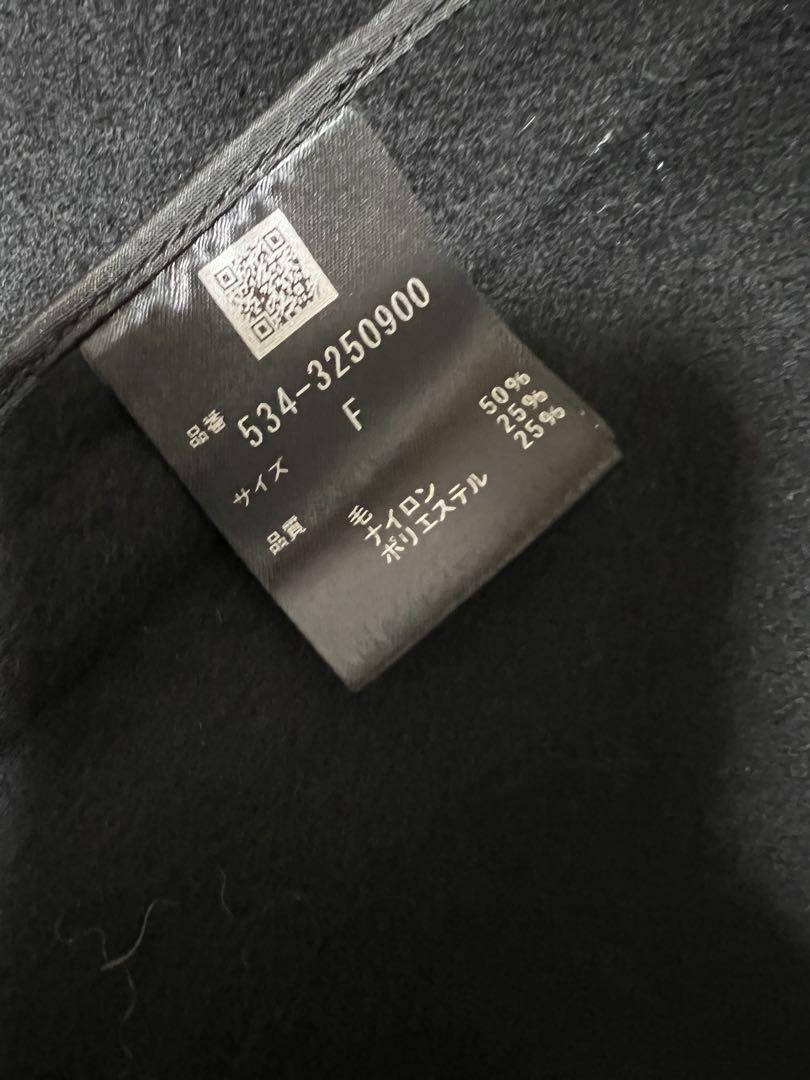 品番 534-3250900
サイズ F
品質 毛 50%
ナイロン 25%
ポリエステル 25%